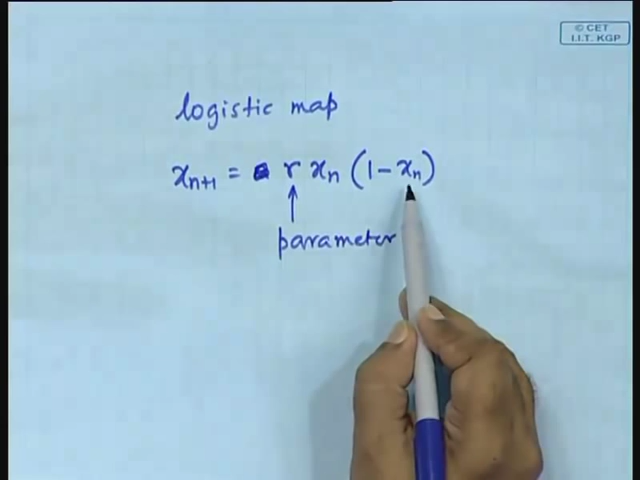 © CET
I.I.T. KGP
logistic map
xₙ₊₁ = r xₙ (1 - xₙ)
↑
parameter